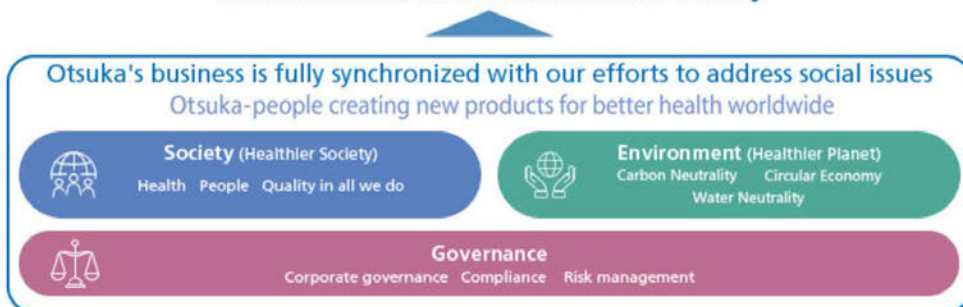 Otsuka's business is fully synchronized with our efforts to address social issues
Otsuka-people creating new products for better health worldwide
Society (Healthier Society)
Health People Quality in all we do
Environment (Healthier Planet)
Carbon Neutrality Circular Economy
Water Neutrality
Governance
Corporate governance Compliance Risk management